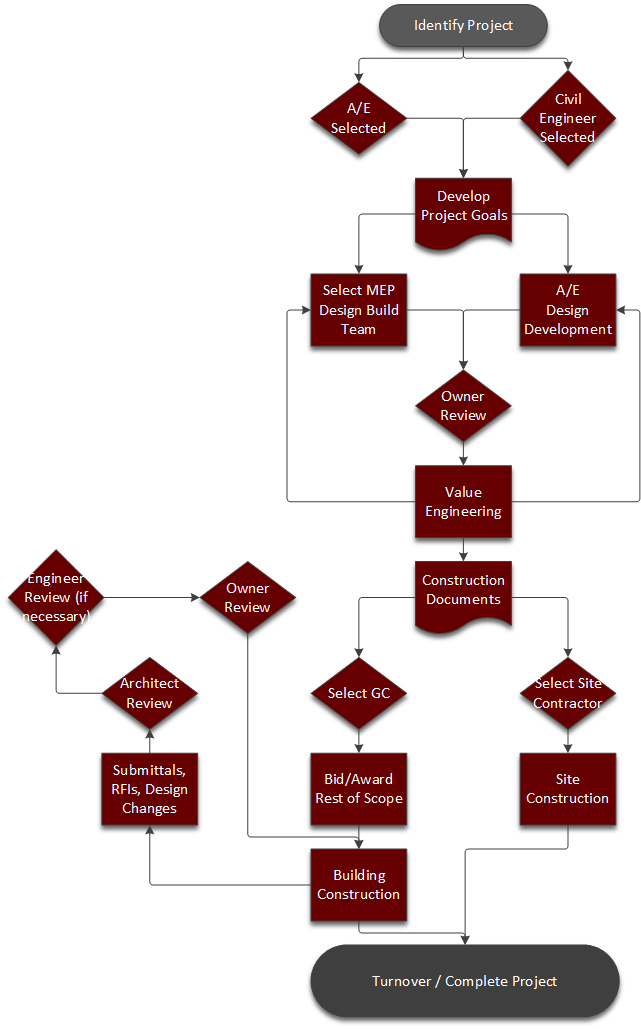 Identify Project
A/E
Selected
Civil
Engineer
Selected
Develop
Project Goals
Select MEP
Design Build
Team
A/E
Design
Development
Owner
Review
Value
Engineering
Construction
Documents
Engineer
Review (if
necessary)
Owner
Review
Architect
Review
Select GC
Select Site
Contractor
Submittals,
RFIs, Design
Changes
Bid/Award
Rest of Scope
Site
Construction
Building
Construction
Turnover / Complete Project